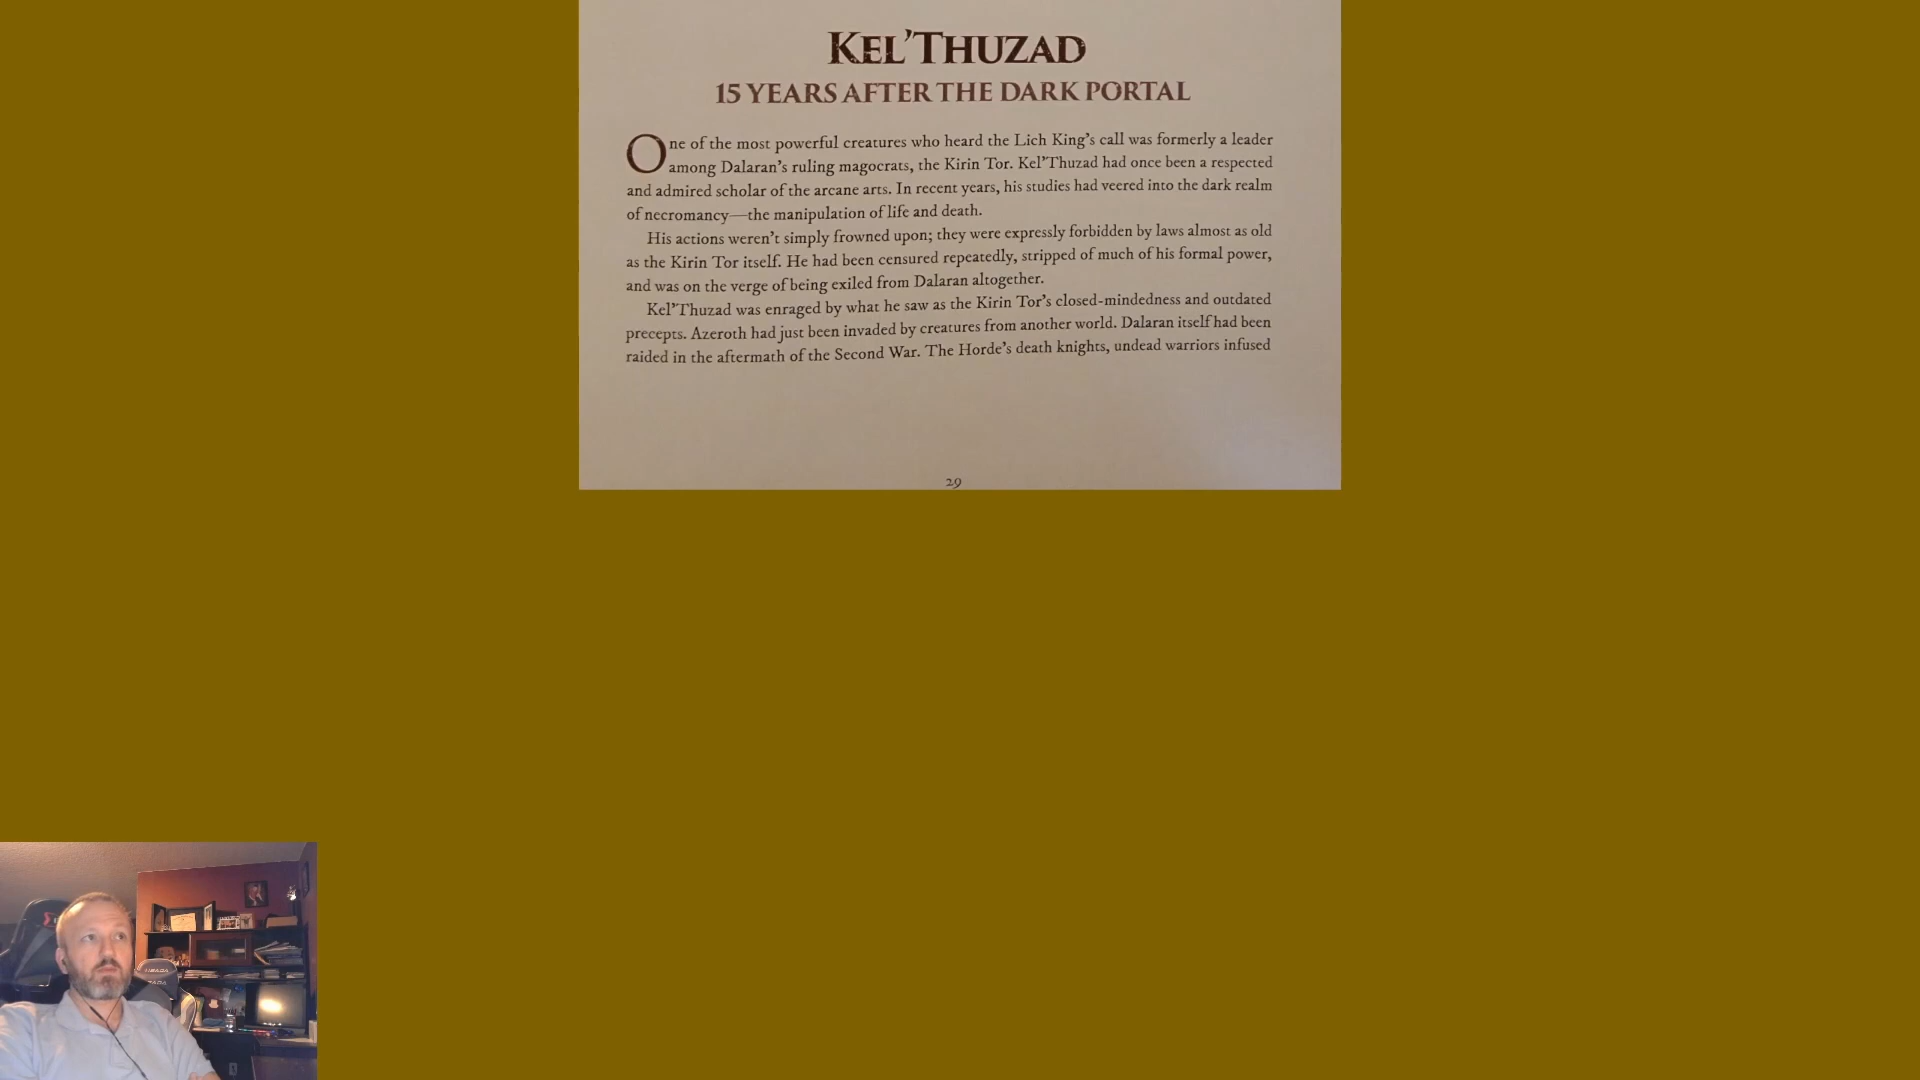 KEL'THUZAD
15 YEARS AFTER THE DARK PORTAL
One of the most powerful creatures who heard the Lich King's call was formerly a leader
among Dalaran's ruling magocrats, the Kirin Tor. Kel'Thuzad had once been a respected
and admired scholar of the arcane arts. In recent years, his studies had veered into the dark realm
of necromancy—the manipulation of life and death.
His actions weren't simply frowned upon; they were expressly forbidden by laws almost as old
as the Kirin Tor itself. He had been censured repeatedly, stripped of much of his formal power,
and was on the verge of being exiled from Dalaran altogether.
Kel'Thuzad was enraged by what he saw as the Kirin Tor's closed-mindedness and outdated
precepts. Azeroth had just been invaded by creatures from another world. Dalaran itself had been
raided in the aftermath of the Second War. The Horde's death knights, undead warriors infused
29